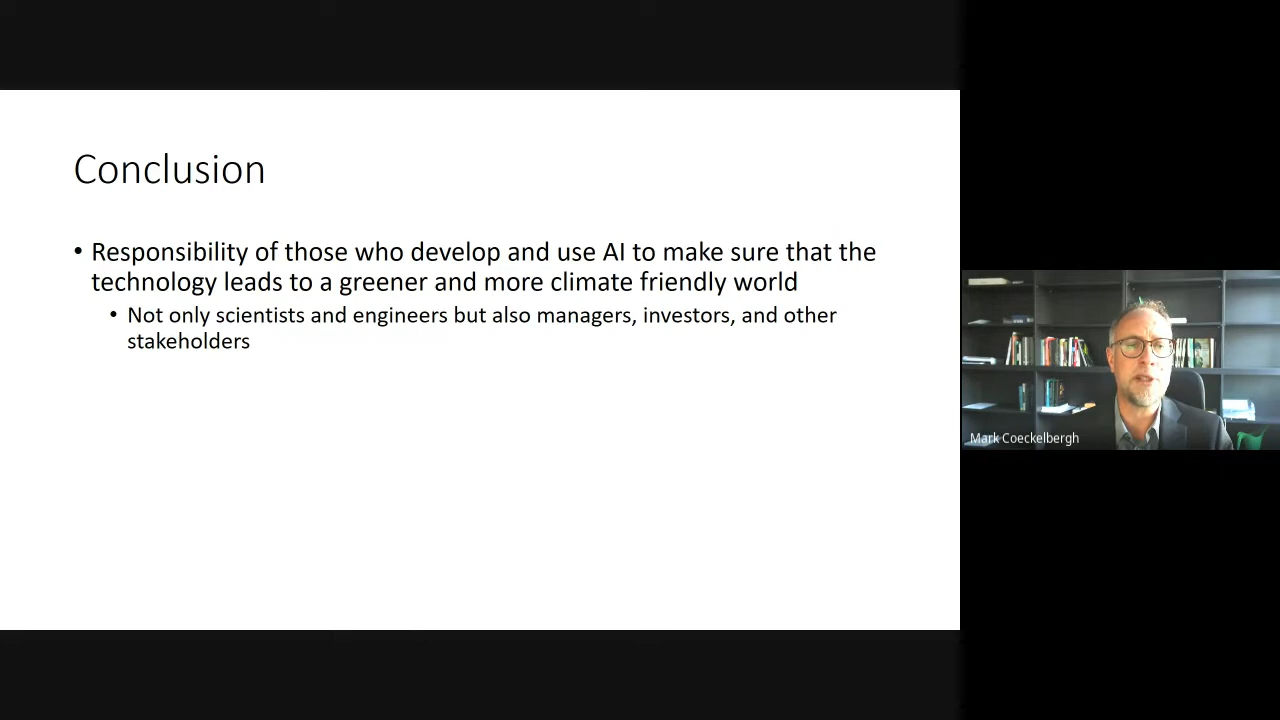 Conclusion
• Responsibility of those who develop and use AI to make sure that the
technology leads to a greener and more climate friendly world
• Not only scientists and engineers but also managers, investors, and other
stakeholders
Mark Coeckelbergh